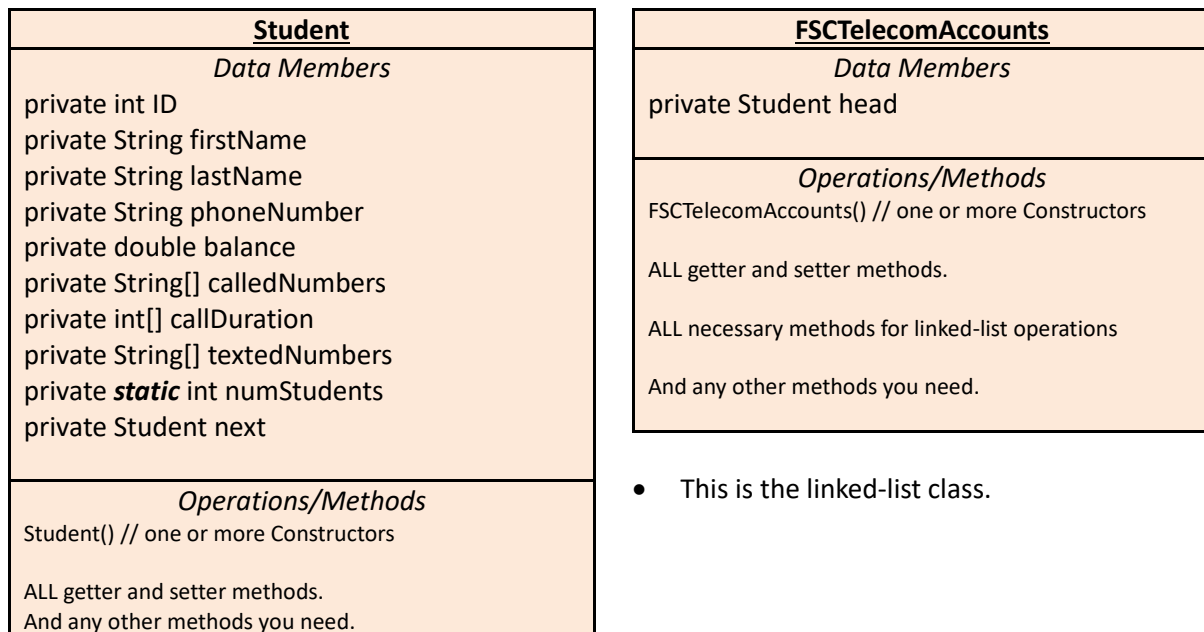 Student
Data Members
private int ID
private String firstName
private String lastName
private String phoneNumber
private double balance
private String[] calledNumbers
private int[] callDuration
private String[] textedNumbers
private static int numStudents
private Student next
Operations/Methods
Student() // one or more Constructors
ALL getter and setter methods.
And any other methods you need.
FSCTelecomAccounts
Data Members
private Student head
Operations/Methods
FSCTelecomAccounts() // one or more Constructors
ALL getter and setter methods.
ALL necessary methods for linked-list operations
And any other methods you need.
• This is the linked-list class.